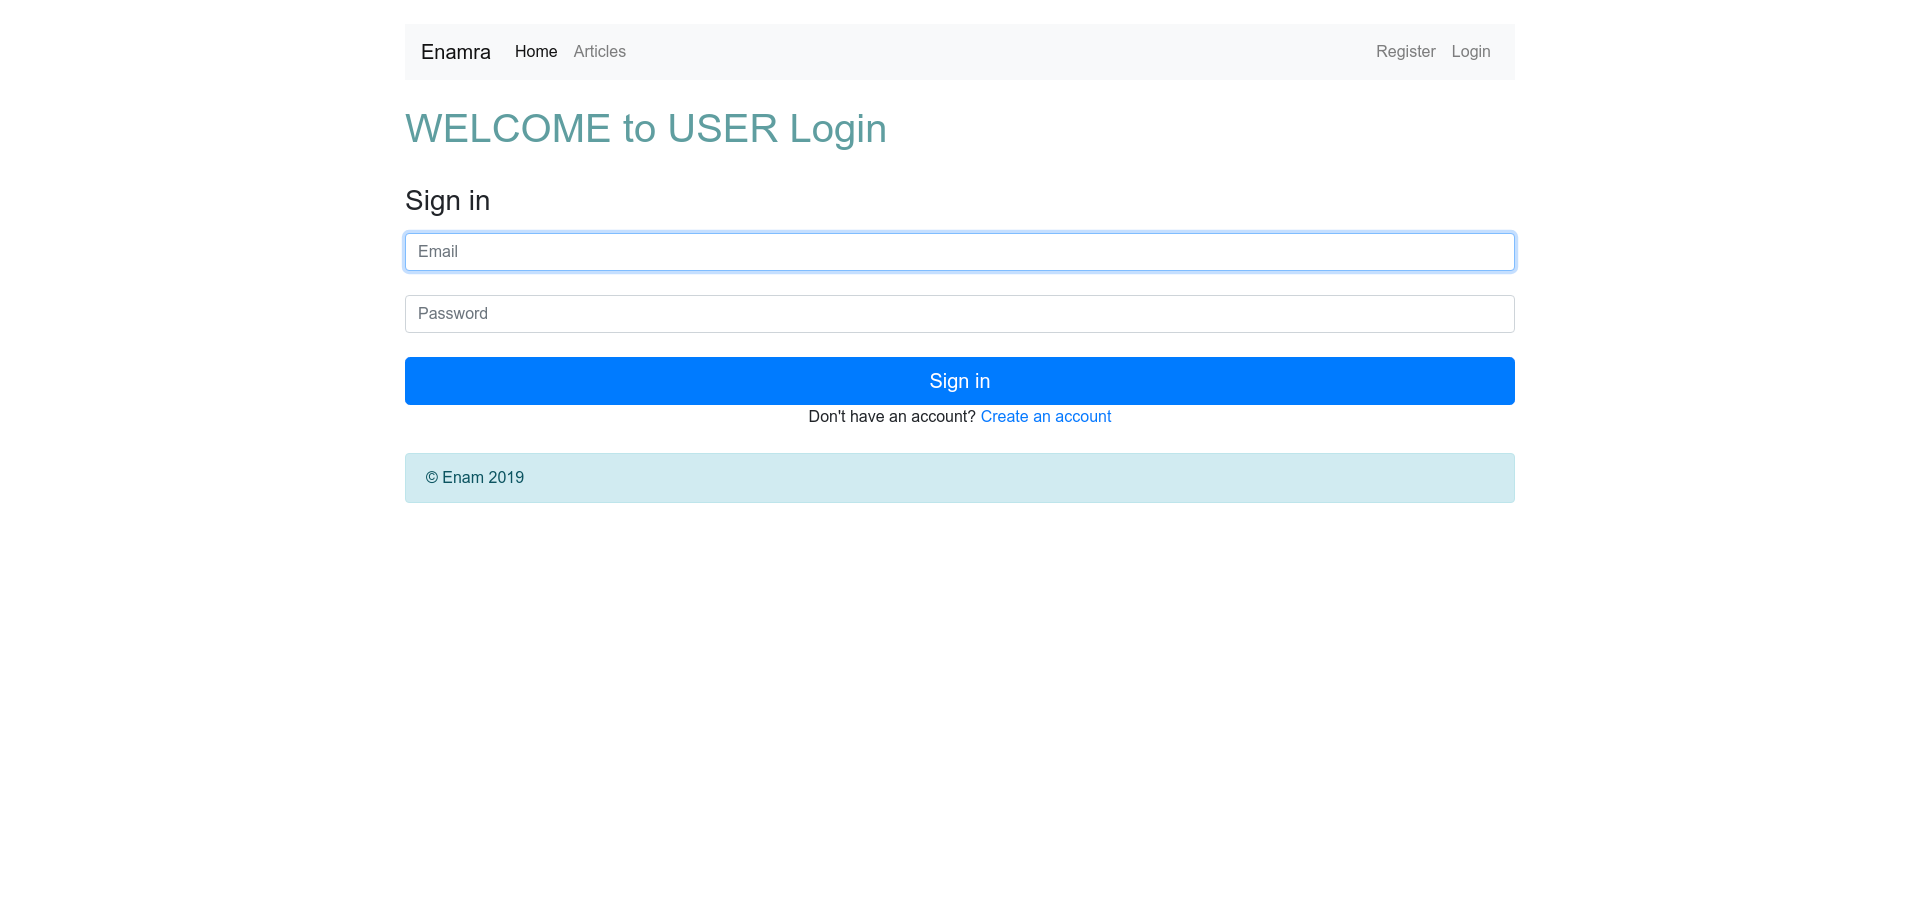 Enamra Home Articles Register Login
WELCOME to USER Login
Sign in
Email
Password
Sign in
Don't have an account? Create an account
© Enam 2019